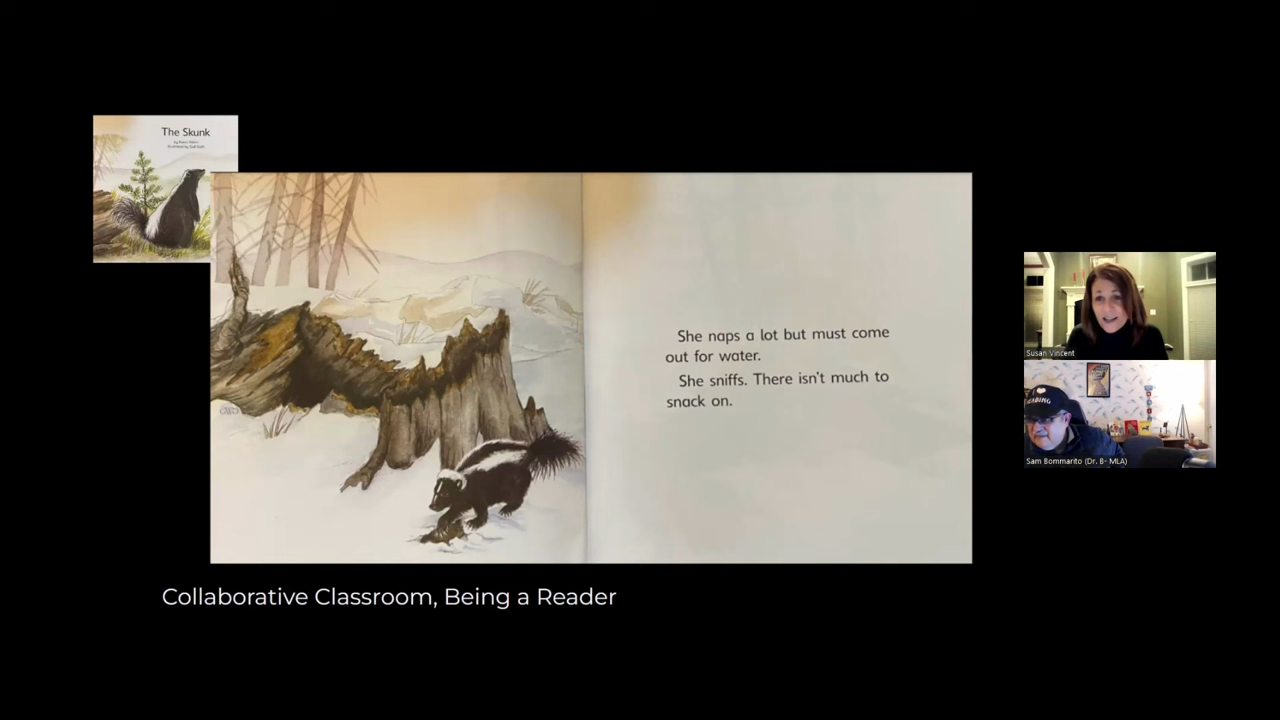 The Skunk
She naps a lot but must come
out for water.
She sniffs. There isn't much to
snack on.
Susan Vincent
Sam Bommarito (Dr. B- MLA)
Collaborative Classroom, Being a Reader